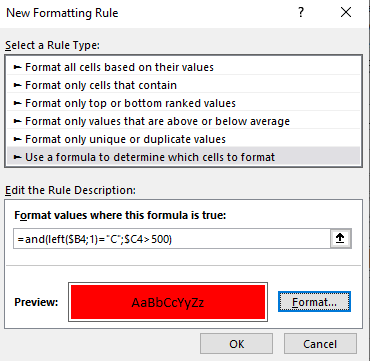 New Formatting Rule ? ×
Select a Rule Type:
► Format all cells based on their values
► Format only cells that contain
► Format only top or bottom ranked values
► Format only values that are above or below average
► Format only unique or duplicate values
► Use a formula to determine which cells to format
Edit the Rule Description:
Format values where this formula is true:
=and(left($B4;1)="C";$C4>500)
Preview: AaBbCcYyZz Format...
OK Cancel